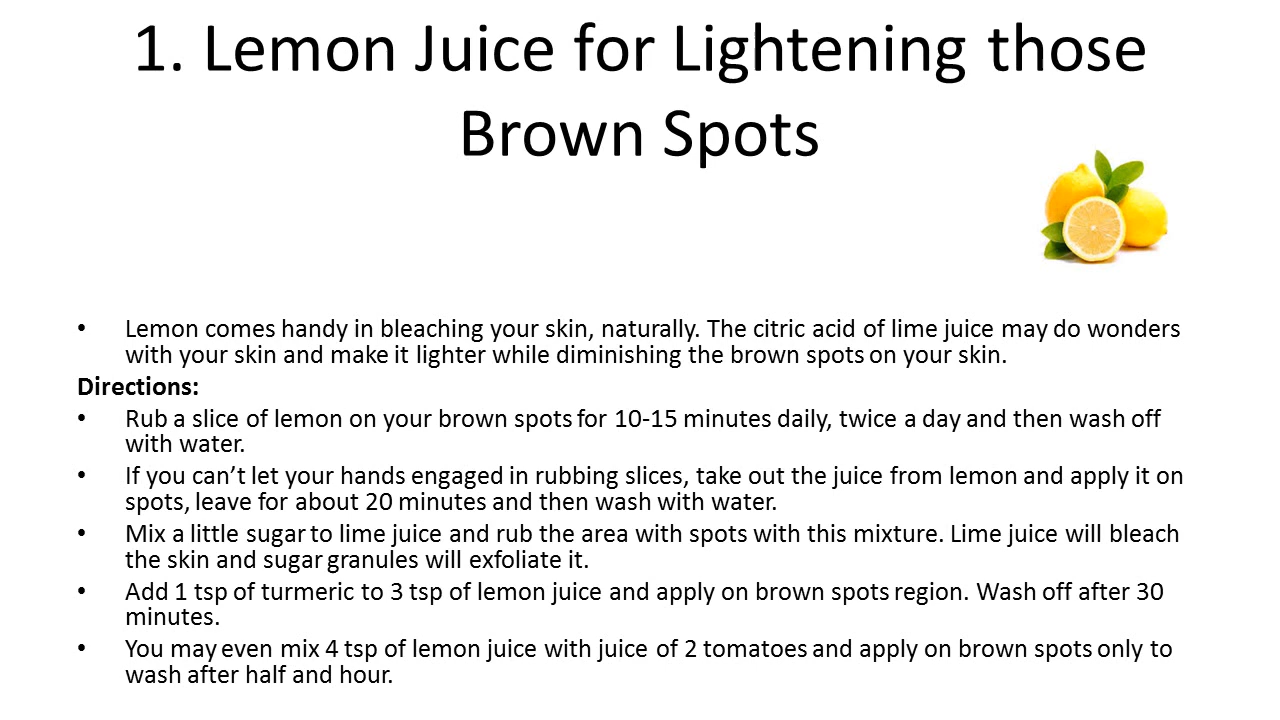 1. Lemon Juice for Lightening those
Brown Spots
• Lemon comes handy in bleaching your skin, naturally. The citric acid of lime juice may do wonders
with your skin and make it lighter while diminishing the brown spots on your skin.
Directions:
• Rub a slice of lemon on your brown spots for 10-15 minutes daily, twice a day and then wash off
with water.
• If you can’t let your hands engaged in rubbing slices, take out the juice from lemon and apply it on
spots, leave for about 20 minutes and then wash with water.
• Mix a little sugar to lime juice and rub the area with spots with this mixture. Lime juice will bleach
the skin and sugar granules will exfoliate it.
• Add 1 tsp of turmeric to 3 tsp of lemon juice and apply on brown spots region. Wash off after 30
minutes.
• You may even mix 4 tsp of lemon juice with juice of 2 tomatoes and apply on brown spots only to
wash after half and hour.